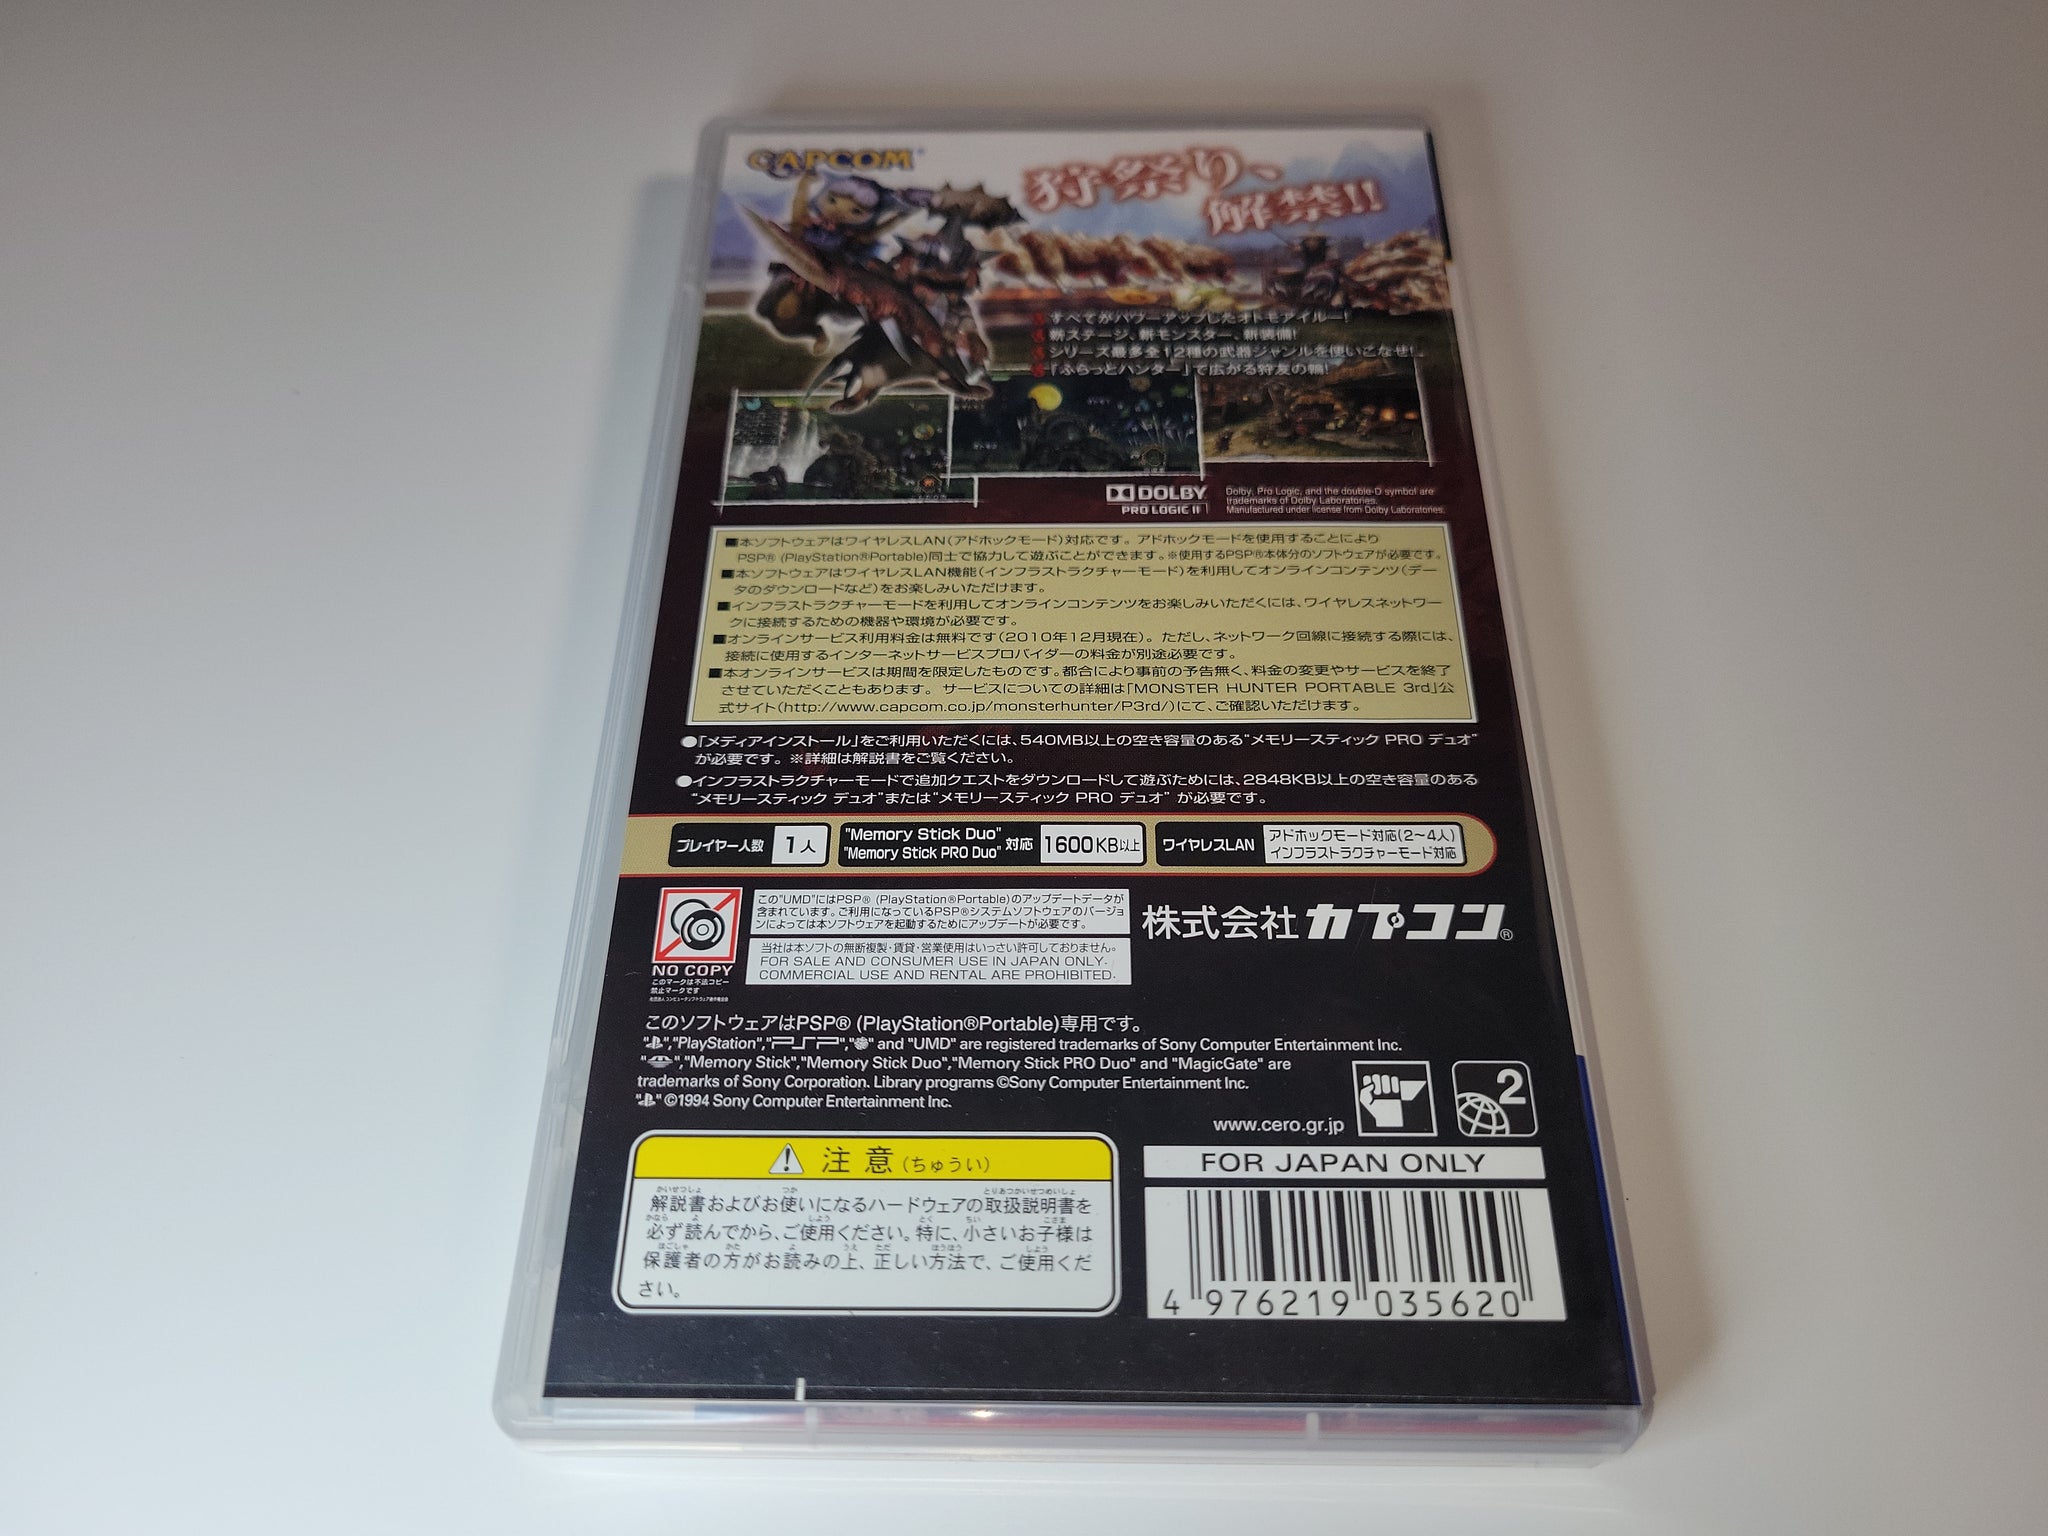 CAPCOM
狩祭り、
解禁!!
すべてがパワーアップしたオトモアイルー!
新ステージ、新モンスター、新装備!
シリーズ最多全12種の武器ジャンルを使いこなせ!
「ふらっとハンター」で広がる狩友の輪!
DOLBY
PRO LOGIC II
Dolby, Pro Logic, and the double-D symbol are
trademarks of Dolby Laboratories.
Manufactured under license from Dolby Laboratories.
■本ソフトウェアはワイヤレスLAN(アドホックモード)対応です。アドホックモードを使用することにより
PSP® (PlayStation®Portable)同士で協力して遊ぶことができます。※使用するPSP®本体分のソフトウェアが必要です。
■本ソフトウェアはワイヤレスLAN機能(インフラストラクチャーモード)を利用してオンラインコンテンツ(デー
タのダウンロードなど)をお楽しみいただけます。
■インフラストラクチャーモードを利用してオンラインコンテンツをお楽しみいただくには、ワイヤレスネットワー
クに接続するための機器や環境が必要です。
■オンラインサービス利用料金は無料です(2010年12月現在)。ただし、ネットワーク回線に接続する際には、
接続に使用するインターネットサービスプロバイダーの料金が別途必要です。
■本オンラインサービスは期間を限定したものです。都合により事前の予告無く、料金の変更やサービスを終了
させていただくこともあります。 サービスについての詳細は「MONSTER HUNTER PORTABLE 3rd」公
式サイト(http://www.capcom.co.jp/monsterhunter/P3rd/)にて、ご確認いただけます。
●「メディアインストール」をご利用いただくには、540MB以上の空き容量のある"メモリースティック PRO デュオ"
が必要です。※詳細は解説書をご覧ください。
●インフラストラクチャーモードで追加クエストをダウンロードして遊ぶためには、2848KB以上の空き容量のある
"メモリースティック デュオ"または"メモリースティック PRO デュオ" が必要です。
プレイヤー人数 1人
"Memory Stick Duo"
"Memory Stick PRO Duo" 対応 1600KB以上
ワイヤレスLAN アドホックモード対応(2〜4人)
インフラストラクチャーモード対応
この"UMD"にはPSP® (PlayStation®Portable)のアップデートデータが
含まれています。ご利用になっているPSP®システムソフトウェアのバージョ
ンによっては本ソフトウェアを起動するためにアップデートが必要です。
当社は本ソフトの無断複製・賃貸・営業使用はいっさい許可しておりません。
FOR SALE AND CONSUMER USE IN JAPAN ONLY.
COMMERCIAL USE AND RENTAL ARE PROHIBITED.
NO COPY
このマークは不法コピー
禁止マークです
株式会社カプコン®
このソフトウェアはPSP® (PlayStation®Portable)専用です。
"","PlayStation","PSP","" and "UMD" are registered trademarks of Sony Computer Entertainment Inc.
"","Memory Stick","Memory Stick Duo","Memory Stick PRO Duo" and "MagicGate" are
trademarks of Sony Corporation. Library programs ©Sony Computer Entertainment Inc.
"" ©1994 Sony Computer Entertainment Inc.
www.cero.gr.jp
2
注意(ちゅうい)
解説書およびお使いになるハードウェアの取扱説明書を
必ず読んでから、ご使用ください。特に、小さいお子様は
保護者の方がお読みの上、正しい方法で、ご使用くだ
さい。
FOR JAPAN ONLY
4 976219 035620